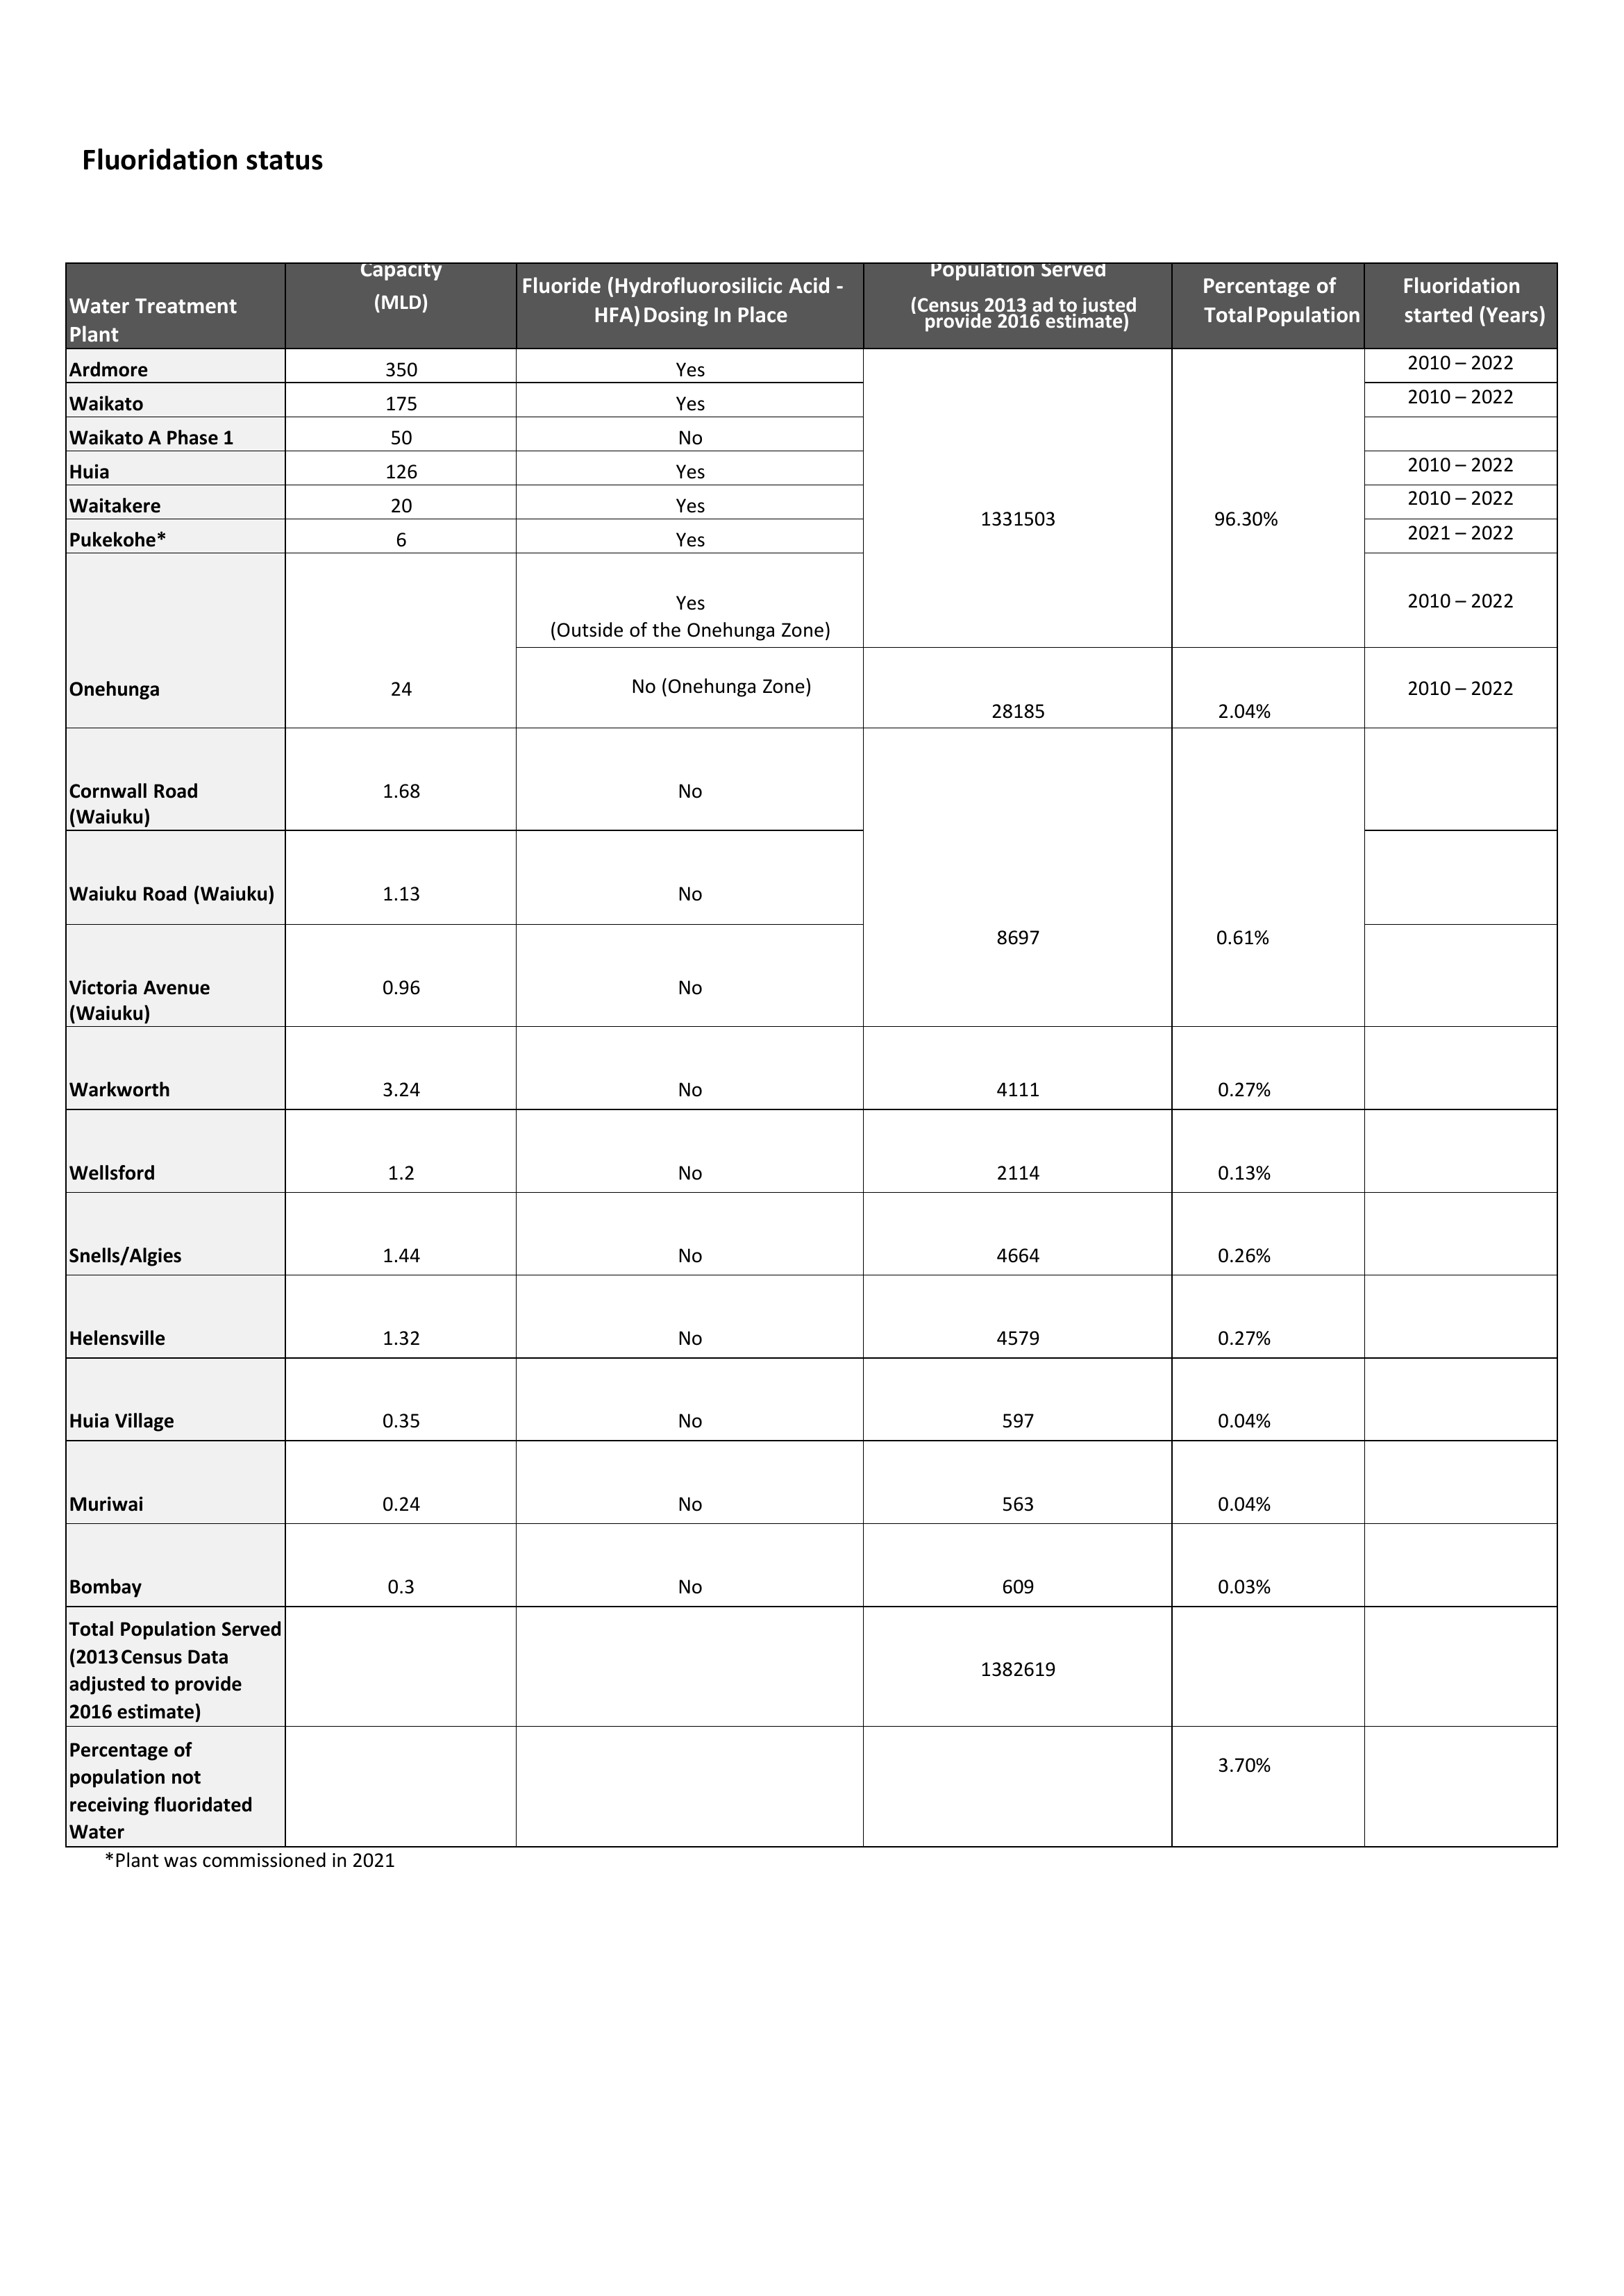 Fluoridation status
Water Treatment
Plant
Capacity
(MLD)
Fluoride (Hydrofluorosilicic Acid -
HFA) Dosing In Place
Population Served
(Census 2013 ad to justed
provide 2016 estimate)
Percentage of
Total Population
Fluoridation
started (Years)
Ardmore 350 Yes 2010 – 2022
Waikato 175 Yes 2010 – 2022
Waikato A Phase 1 50 No
Huia 126 Yes 2010 – 2022
Waitakere 20 Yes 2010 – 2022
1331503 96.30%
Pukekohe* 6 Yes 2021 – 2022
Yes 2010 – 2022
(Outside of the Onehunga Zone)
Onehunga 24 No (Onehunga Zone) 2010 – 2022
28185 2.04%
Cornwall Road 1.68 No
(Waiuku)
Waiuku Road (Waiuku) 1.13 No
8697 0.61%
Victoria Avenue 0.96 No
(Waiuku)
Warkworth 3.24 No 4111 0.27%
Wellsford 1.2 No 2114 0.13%
Snells/Algies 1.44 No 4664 0.26%
Helensville 1.32 No 4579 0.27%
Huia Village 0.35 No 597 0.04%
Muriwai 0.24 No 563 0.04%
Bombay 0.3 No 609 0.03%
Total Population Served
(2013 Census Data
adjusted to provide
2016 estimate)
1382619
Percentage of
population not
receiving fluoridated
Water
3.70%
*Plant was commissioned in 2021